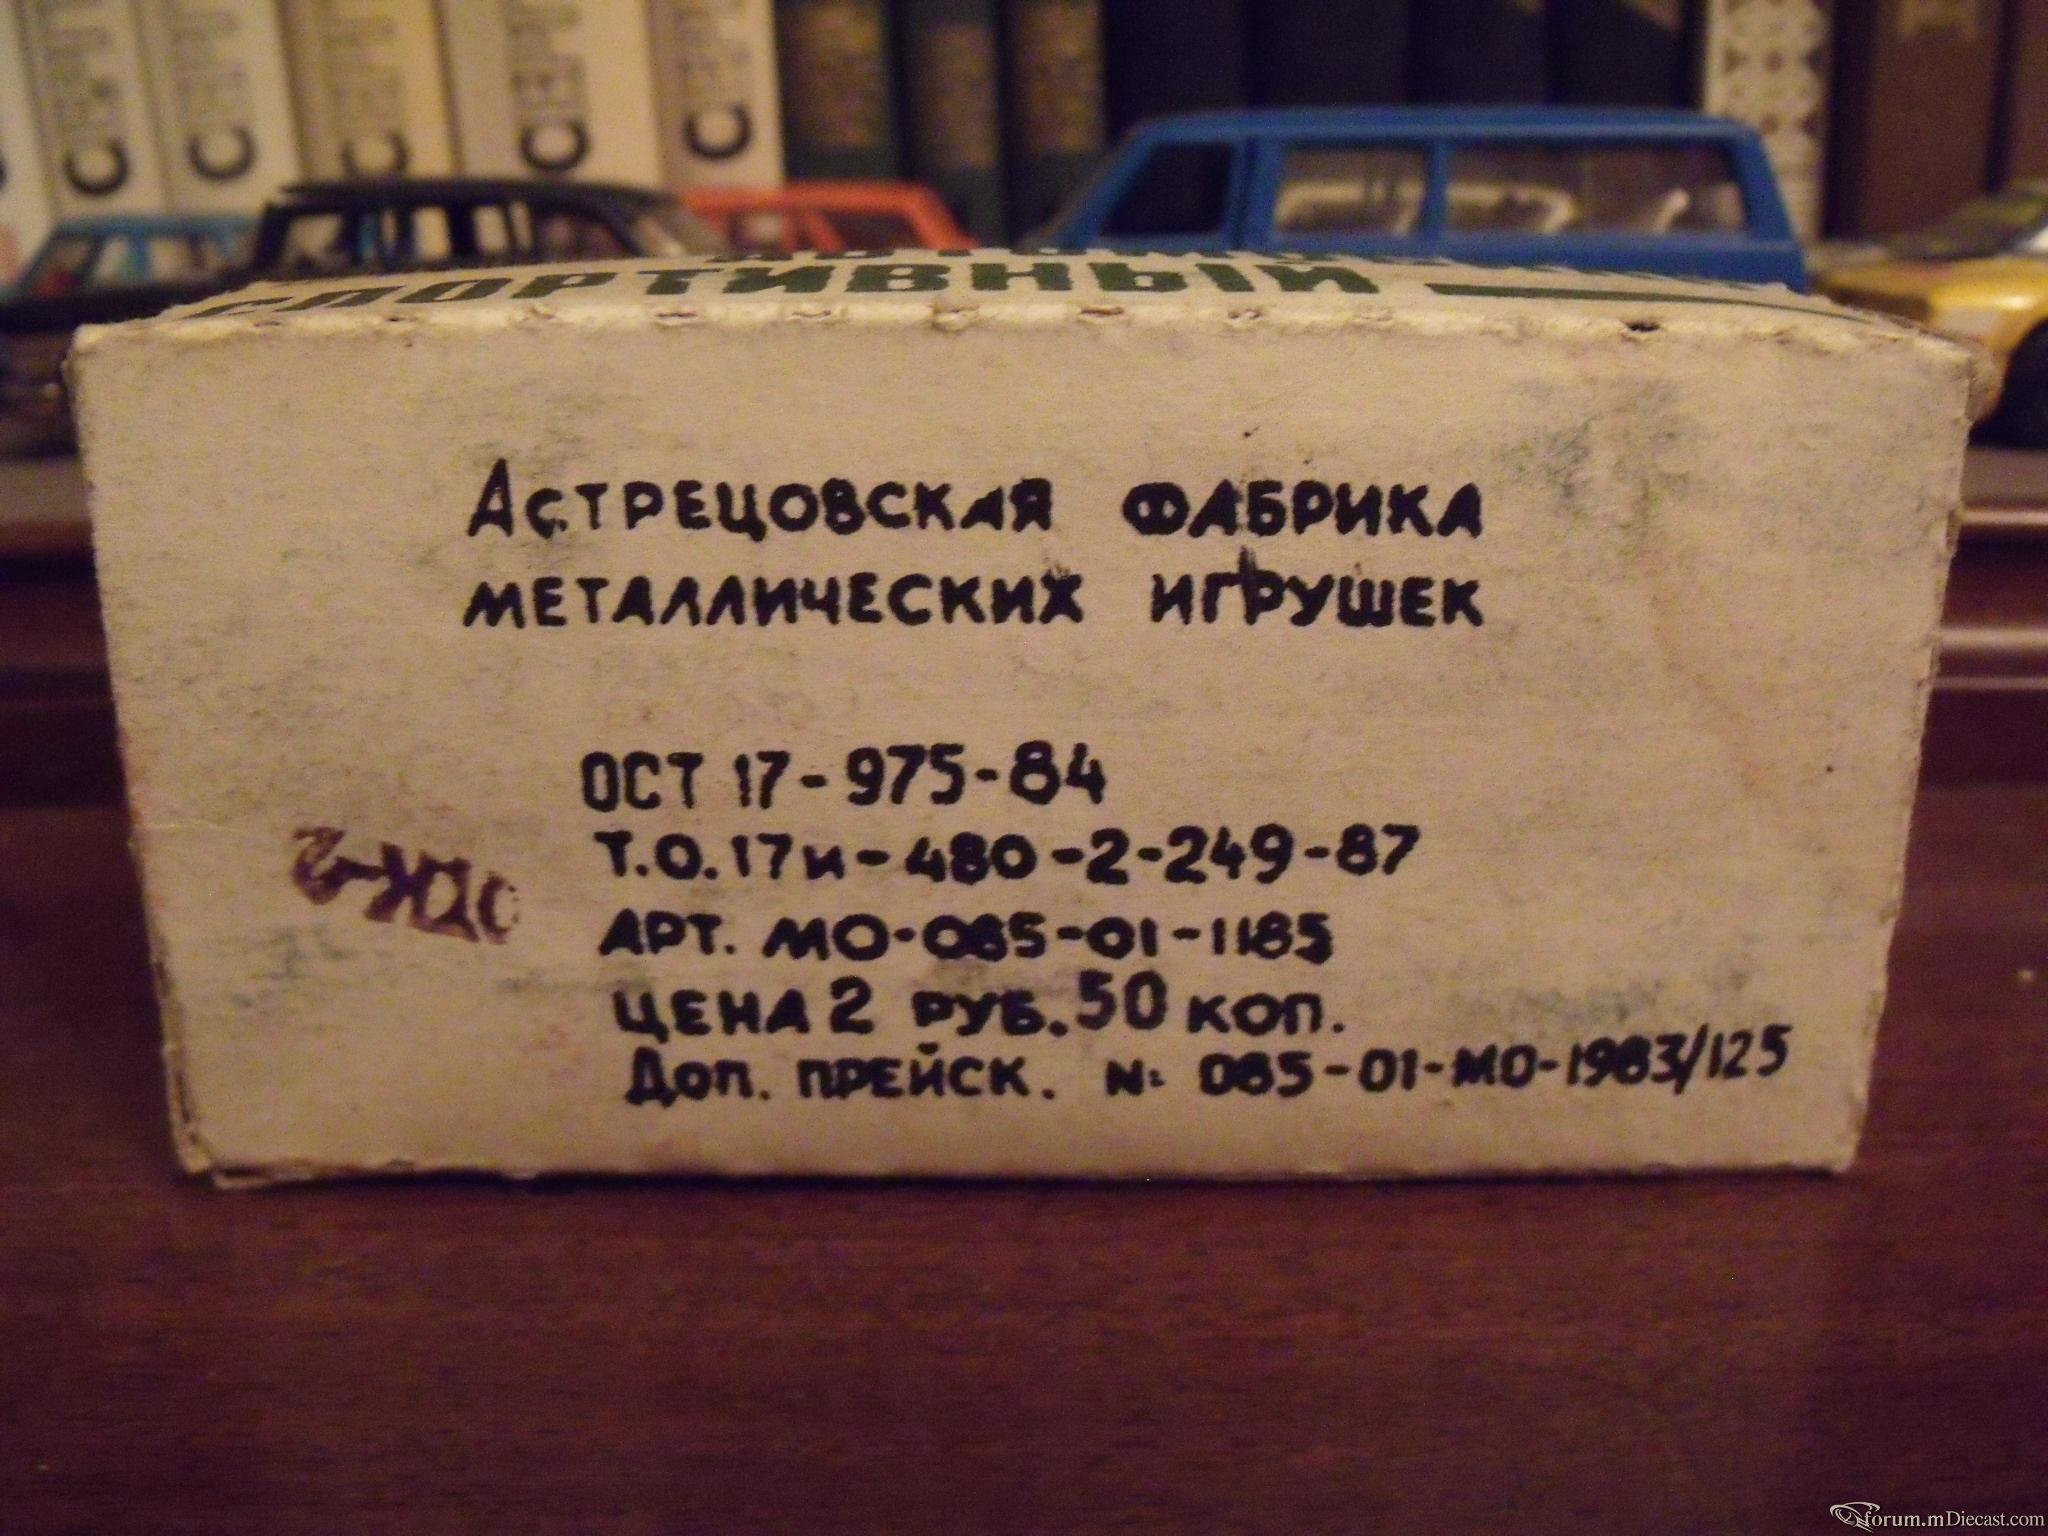 СПОРТИВНЫЙ
АСТРЕЦОВСКАЯ ФАБРИКА
МЕТАЛЛИЧЕСКИХ ИГРУШЕК
ОСТ 17-975-84
Т.О.17и-480-2-249-87
АРТ. МО-085-01-1185
ЦЕНА 2 РУБ.50 КОП.
Доп. ПРЕЙСК. №: 085-01-МО-1983/125
forum.mDiecast.com